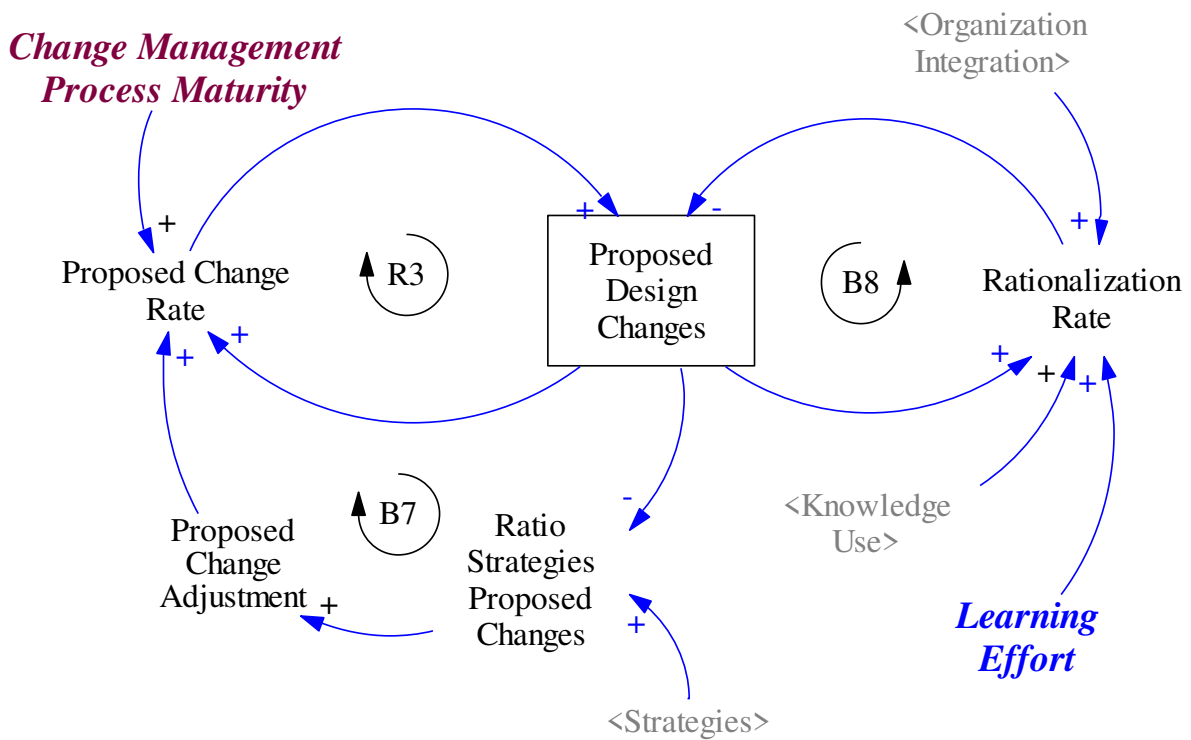 Change Management
Process Maturity
<Organization
Integration>
+
+
-
+
Proposed Change
Rate
R3
Proposed
Design
Changes
B8
Rationalization
Rate
+
+
+
+
+
B7
-
Proposed
Change
Adjustment
+
Ratio
Strategies
Proposed
Changes
+
<Knowledge
Use>
Learning
Effort
<Strategies>